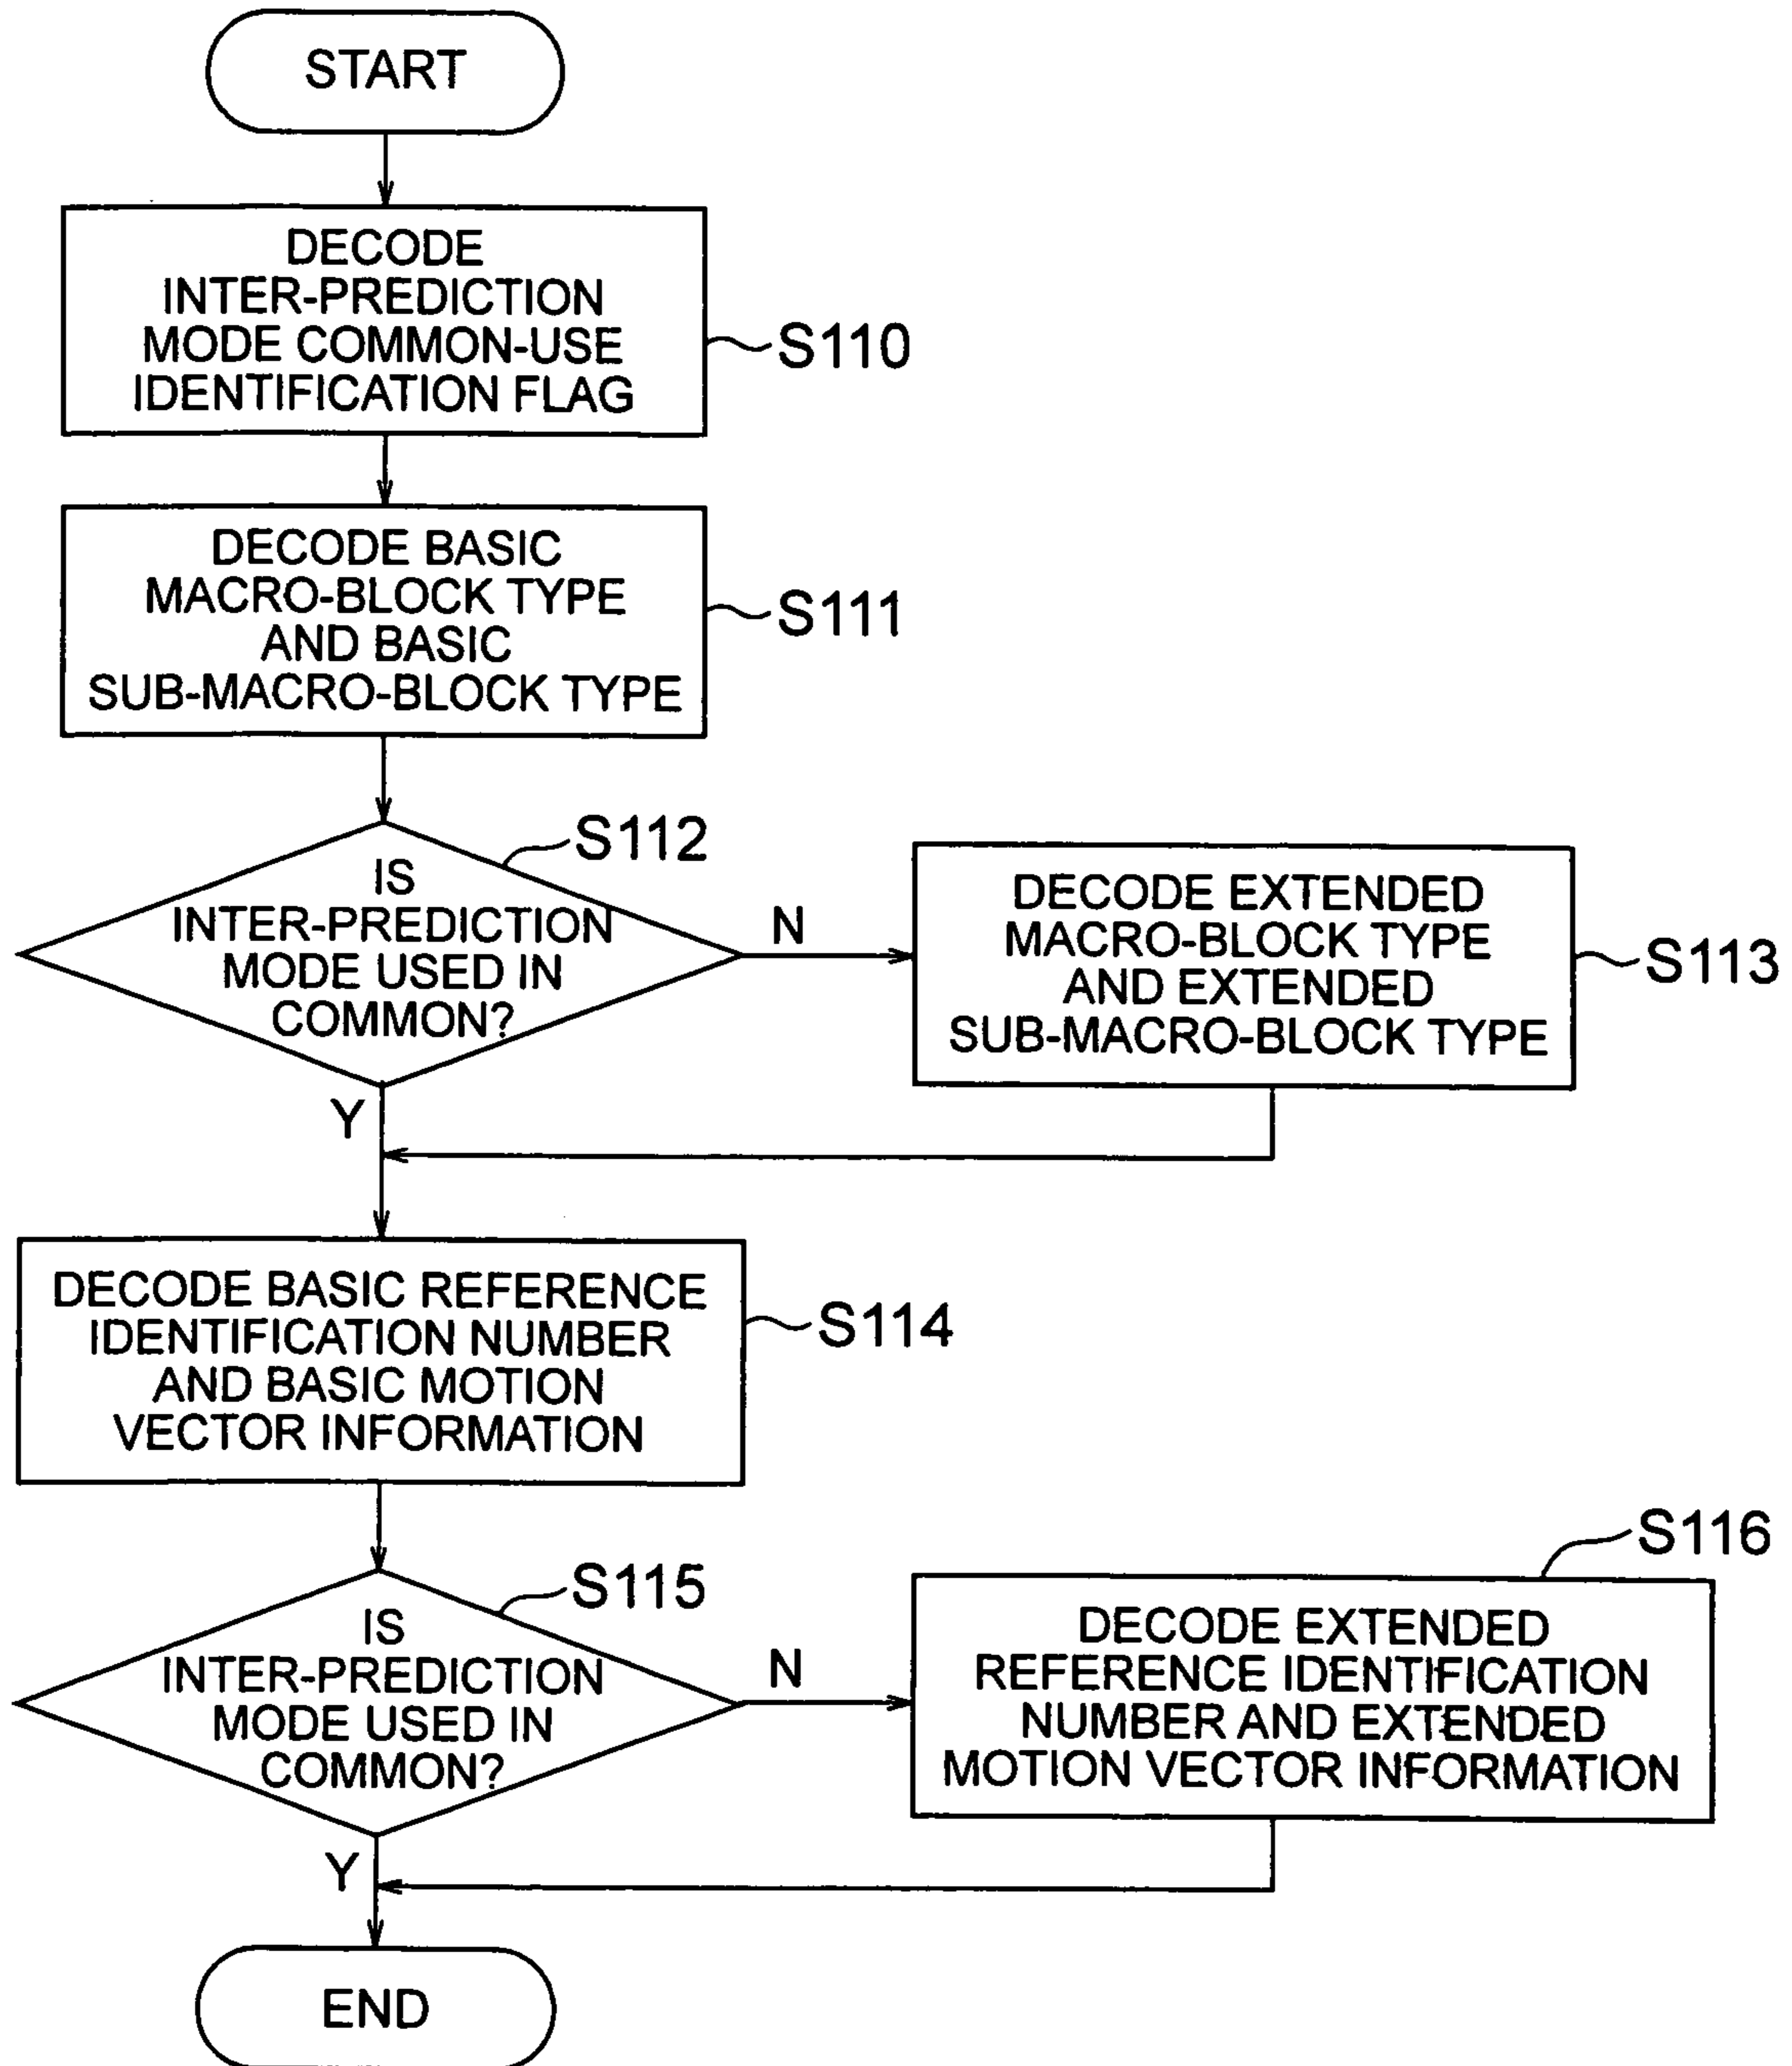 START
DECODE
INTER-PREDICTION
MODE COMMON-USE
IDENTIFICATION FLAG
S110
DECODE BASIC
MACRO-BLOCK TYPE
AND BASIC
SUB-MACRO-BLOCK TYPE
S111
S112
IS
INTER-PREDICTION
MODE USED IN
COMMON?
N
Y
DECODE EXTENDED
MACRO-BLOCK TYPE
AND EXTENDED
SUB-MACRO-BLOCK TYPE
S113
DECODE BASIC REFERENCE
IDENTIFICATION NUMBER
AND BASIC MOTION
VECTOR INFORMATION
S114
S115
IS
INTER-PREDICTION
MODE USED IN
COMMON?
N
Y
S116
DECODE EXTENDED
REFERENCE IDENTIFICATION
NUMBER AND EXTENDED
MOTION VECTOR INFORMATION
END